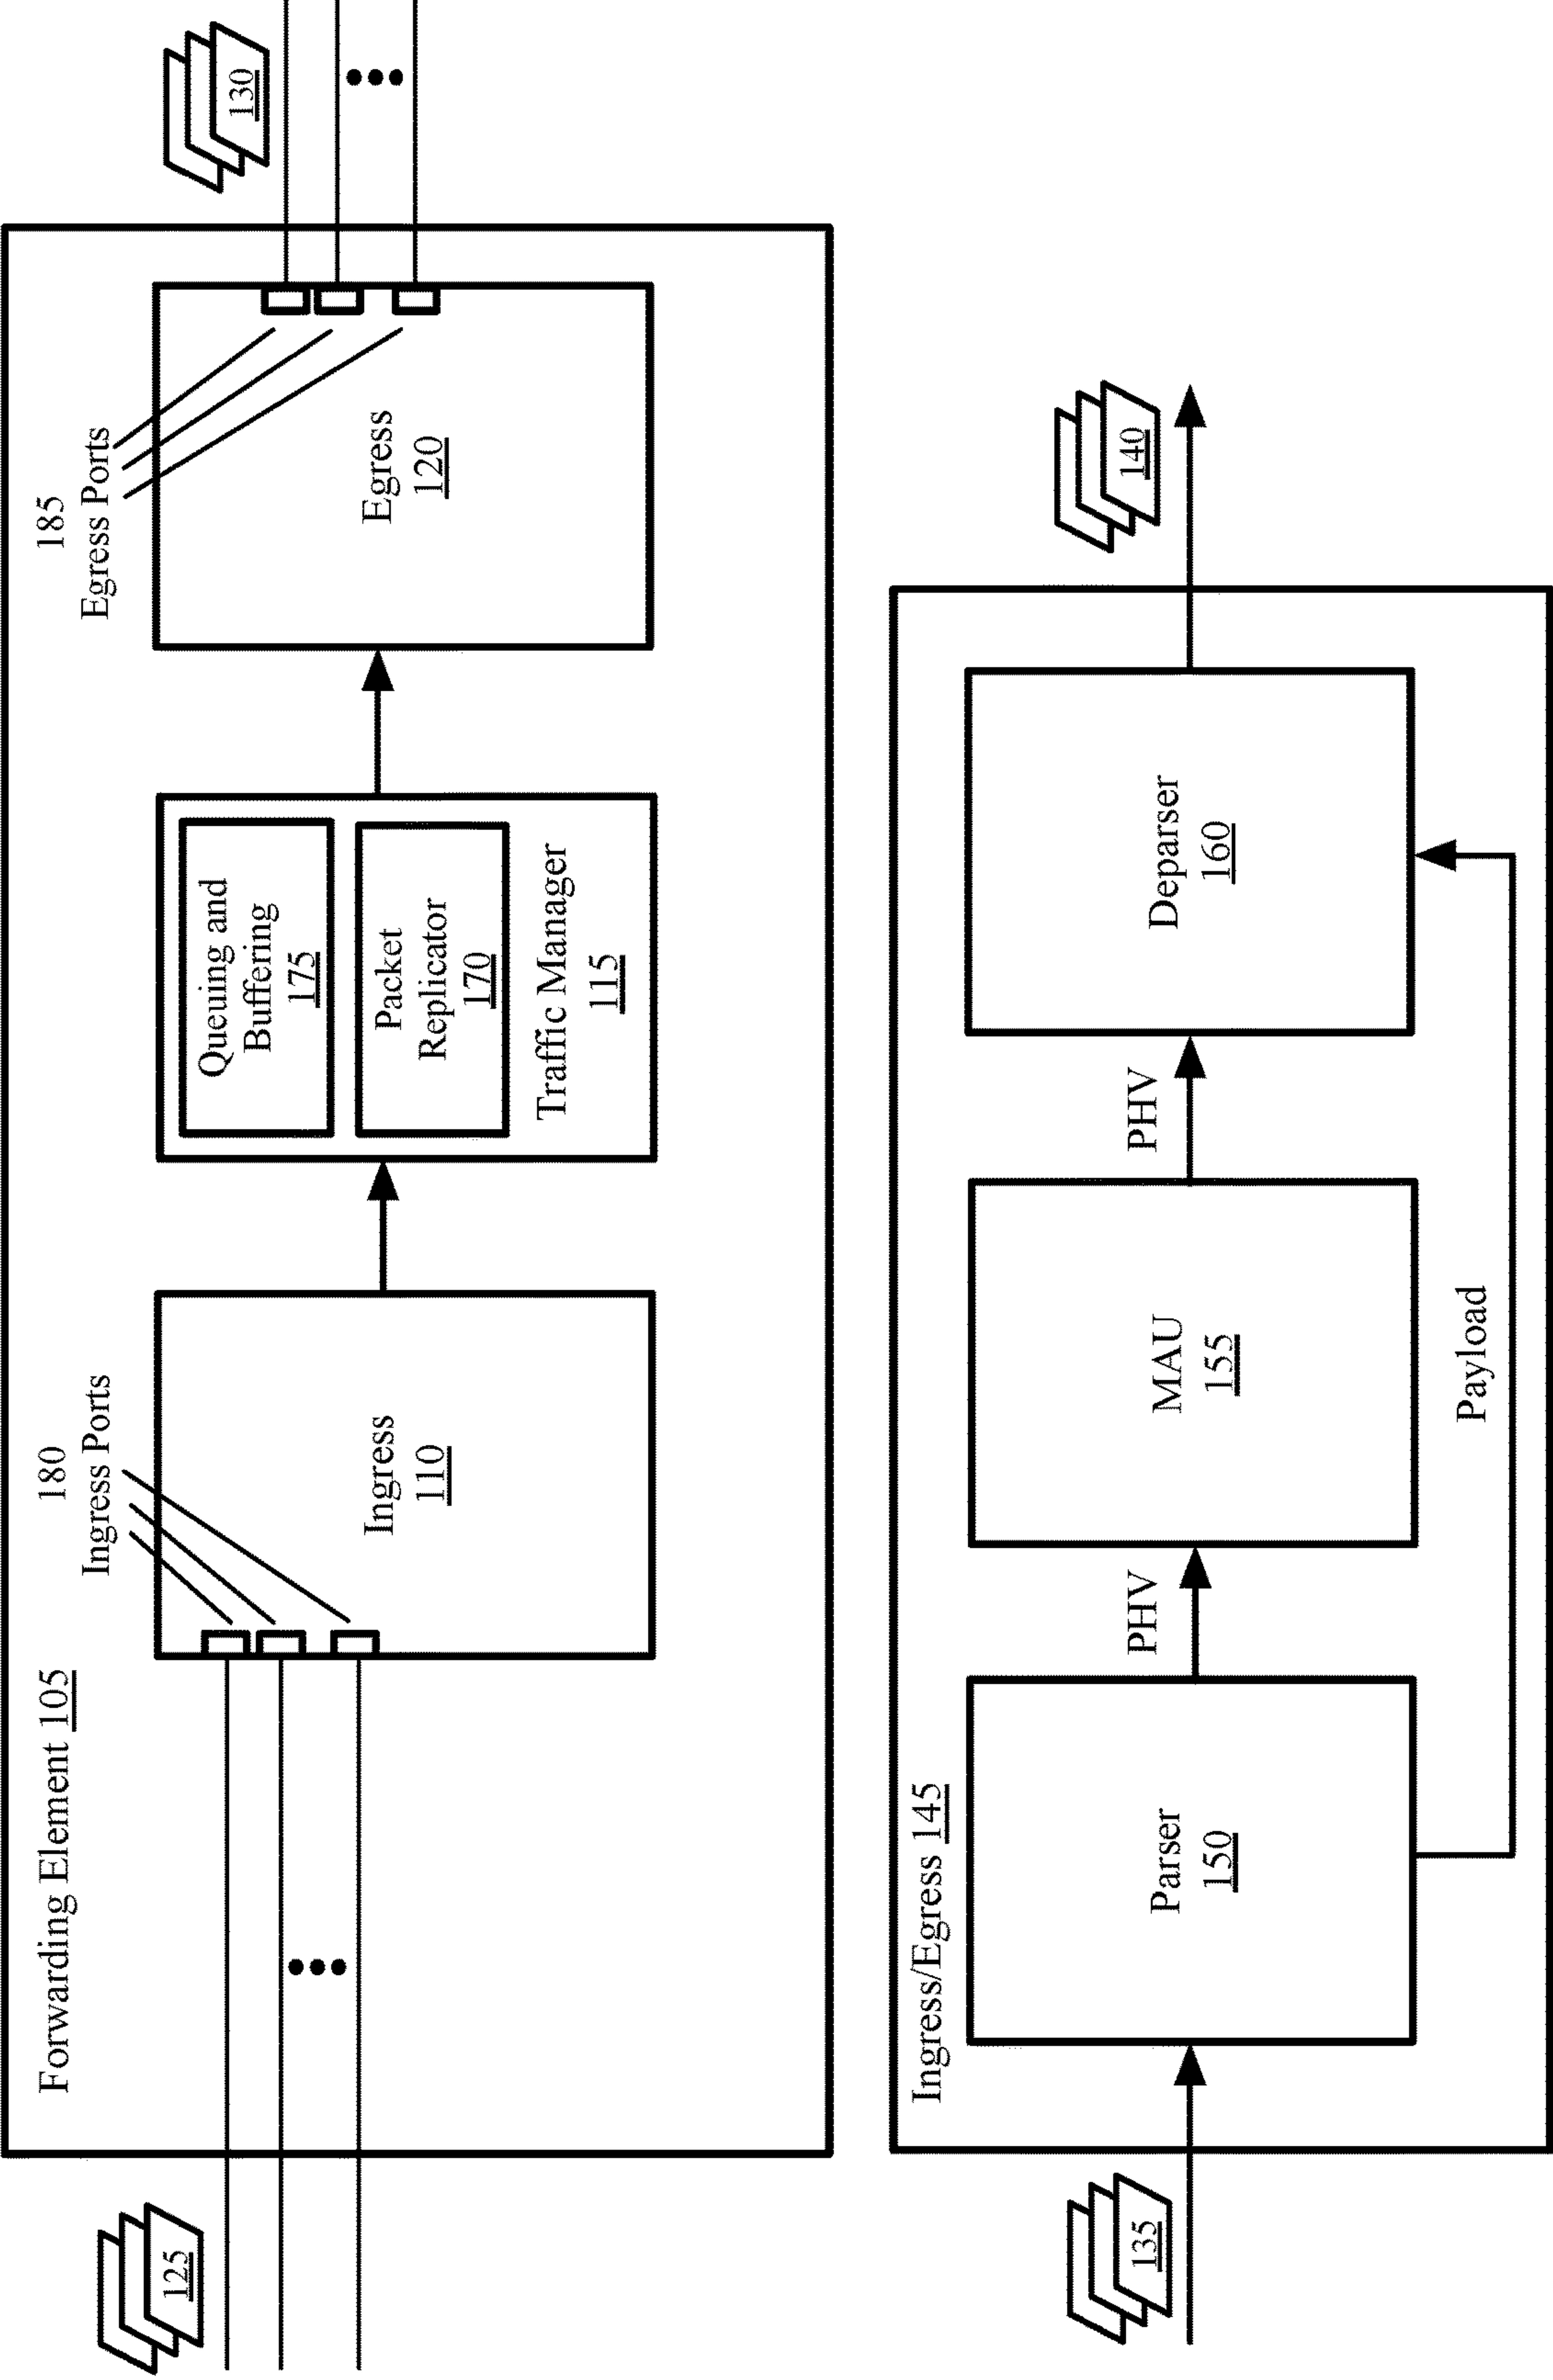 Forwarding Element 105
125
180
Ingress Ports
Ingress
110
Queuing and
Buffering
175
Packet
Replicator
170
Traffic Manager
115
185
Egress Ports
Egress
120
130
Ingress/Egress 145
135
Parser
150
PHV
MAU
155
PHV
Deparser
160
Payload
140